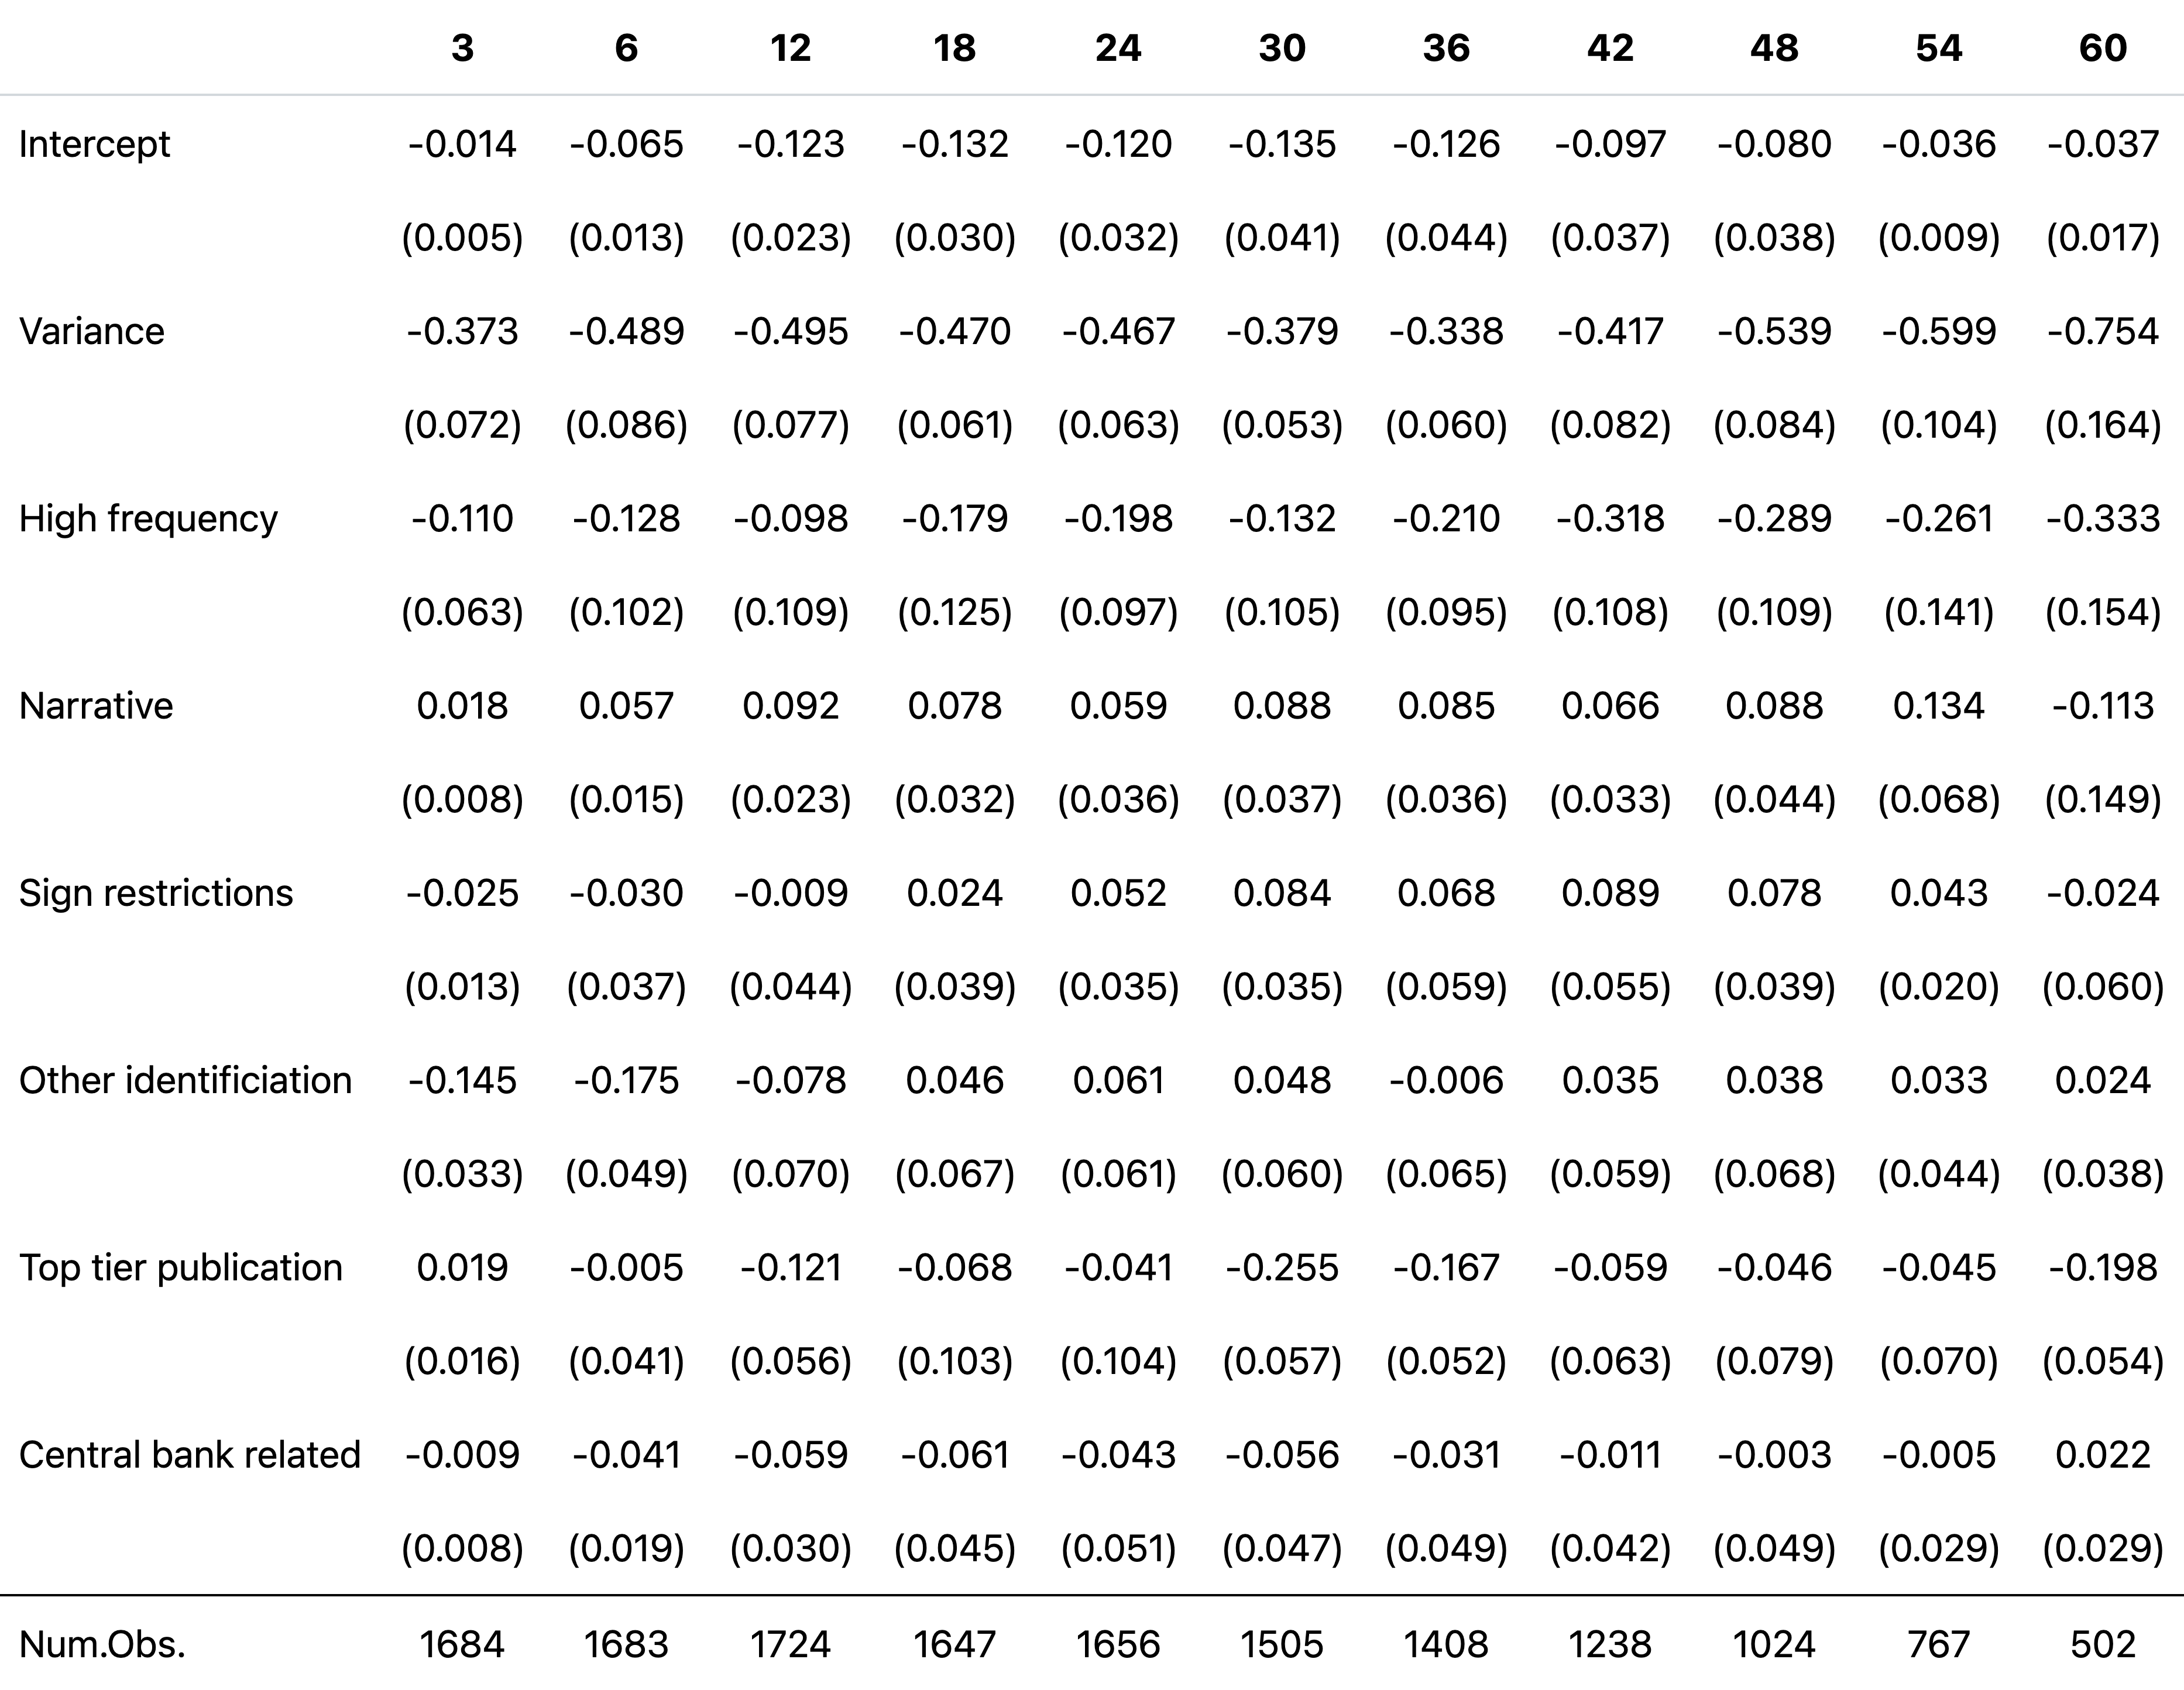 3 6 12 18 24 30 36 42 48 54 60
Intercept -0.014 -0.065 -0.123 -0.132 -0.120 -0.135 -0.126 -0.097 -0.080 -0.036 -0.037
(0.005) (0.013) (0.023) (0.030) (0.032) (0.041) (0.044) (0.037) (0.038) (0.009) (0.017)
Variance -0.373 -0.489 -0.495 -0.470 -0.467 -0.379 -0.338 -0.417 -0.539 -0.599 -0.754
(0.072) (0.086) (0.077) (0.061) (0.063) (0.053) (0.060) (0.082) (0.084) (0.104) (0.164)
High frequency -0.110 -0.128 -0.098 -0.179 -0.198 -0.132 -0.210 -0.318 -0.289 -0.261 -0.333
(0.063) (0.102) (0.109) (0.125) (0.097) (0.105) (0.095) (0.108) (0.109) (0.141) (0.154)
Narrative 0.018 0.057 0.092 0.078 0.059 0.088 0.085 0.066 0.088 0.134 -0.113
(0.008) (0.015) (0.023) (0.032) (0.036) (0.037) (0.036) (0.033) (0.044) (0.068) (0.149)
Sign restrictions -0.025 -0.030 -0.009 0.024 0.052 0.084 0.068 0.089 0.078 0.043 -0.024
(0.013) (0.037) (0.044) (0.039) (0.035) (0.035) (0.059) (0.055) (0.039) (0.020) (0.060)
Other identificiation -0.145 -0.175 -0.078 0.046 0.061 0.048 -0.006 0.035 0.038 0.033 0.024
(0.033) (0.049) (0.070) (0.067) (0.061) (0.060) (0.065) (0.059) (0.068) (0.044) (0.038)
Top tier publication 0.019 -0.005 -0.121 -0.068 -0.041 -0.255 -0.167 -0.059 -0.046 -0.045 -0.198
(0.016) (0.041) (0.056) (0.103) (0.104) (0.057) (0.052) (0.063) (0.079) (0.070) (0.054)
Central bank related -0.009 -0.041 -0.059 -0.061 -0.043 -0.056 -0.031 -0.011 -0.003 -0.005 0.022
(0.008) (0.019) (0.030) (0.045) (0.051) (0.047) (0.049) (0.042) (0.049) (0.029) (0.029)
Num.Obs. 1684 1683 1724 1647 1656 1505 1408 1238 1024 767 502